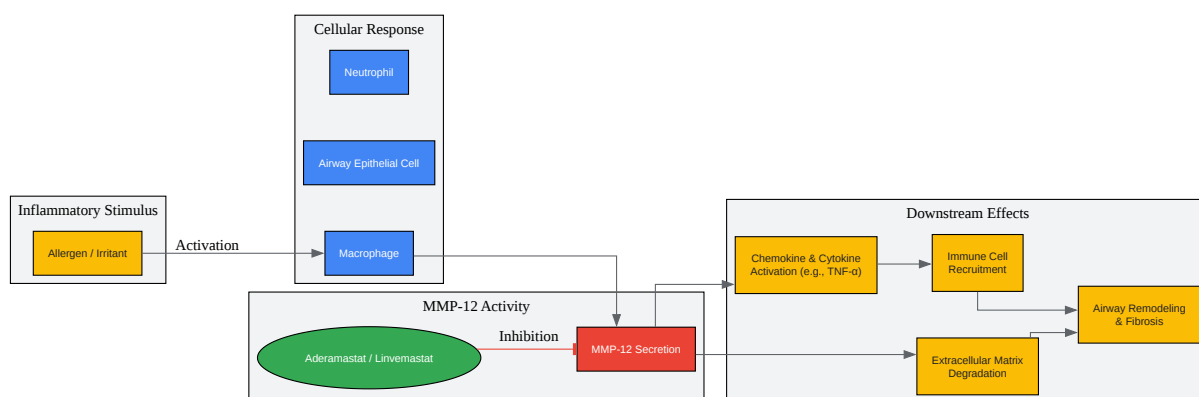 Cellular Response
Neutrophil
Airway Epithelial Cell
Inflammatory Stimulus
Allergen / Irritant
Activation
Macrophage
MMP-12 Activity
Inhibition
Aderamastat / Linvemastat
MMP-12 Secretion
Downstream Effects
Chemokine & Cytokine
Activation (e.g., TNF-α)
Immune Cell
Recruitment
Airway Remodeling
& Fibrosis
Extracellular Matrix
Degradation